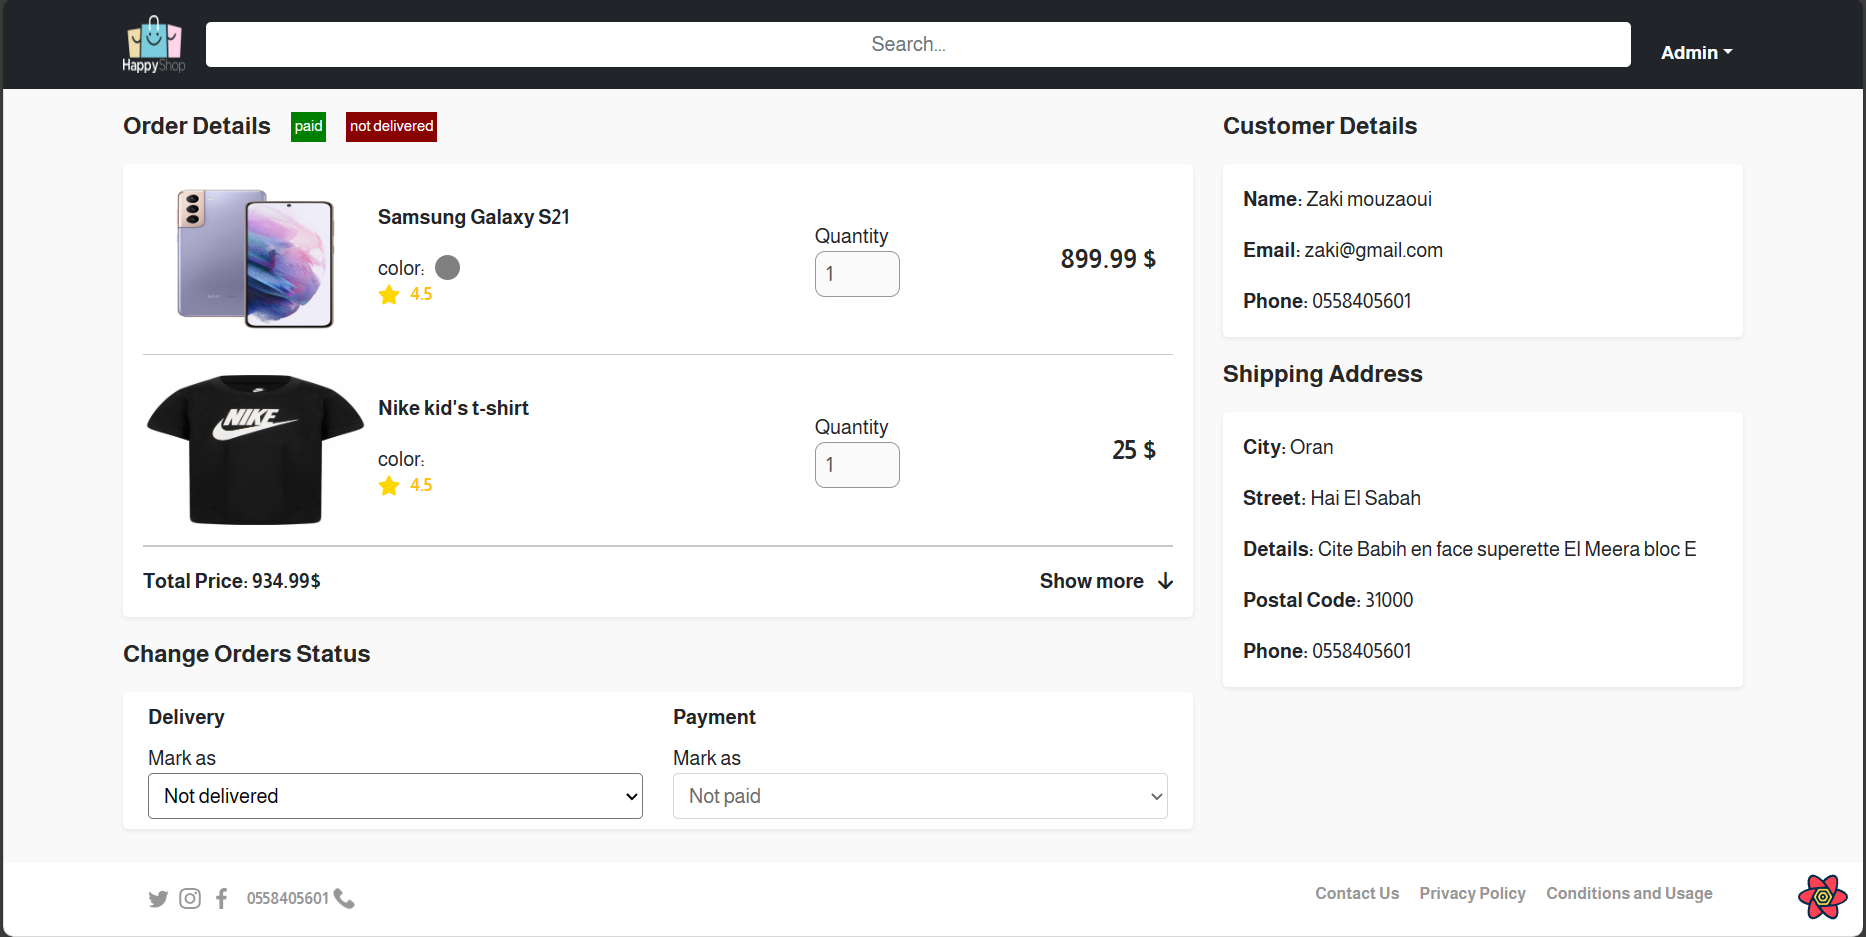 HappyShop
Search...
Admin
Order Details
paid
not delivered
Samsung Galaxy S21
color:
4.5
Quantity
1
899.99 $
NIKE
Nike kid's t-shirt
color:
4.5
Quantity
1
25 $
Total Price: 934.99$
Show more
Change Orders Status
Delivery
Mark as
Not delivered
Payment
Mark as
Not paid
Customer Details
Name: Zaki mouzaoui
Email: zaki@gmail.com
Phone: 0558405601
Shipping Address
City: Oran
Street: Hai El Sabah
Details: Cite Babih en face superette El Meera bloc E
Postal Code: 31000
Phone: 0558405601
0558405601
Contact Us
Privacy Policy
Conditions and Usage